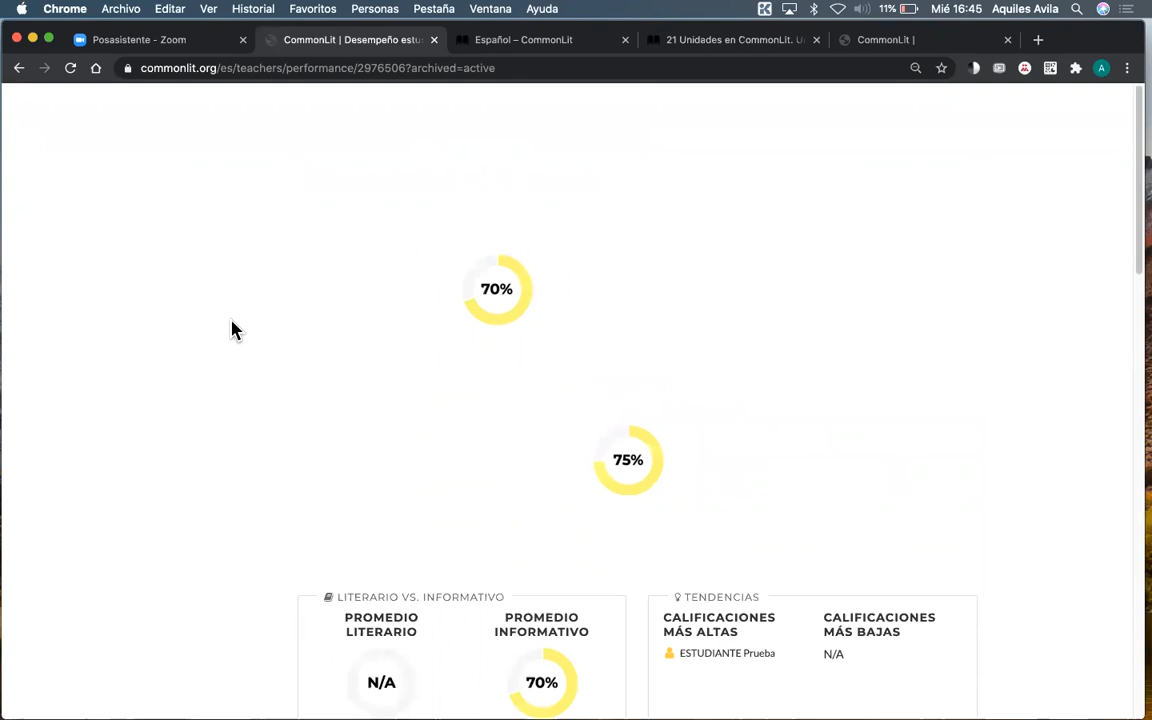 Chrome Archivo Editar Ver Historial Favoritos Personas Pestaña Ventana Ayuda 11% Mié 16:45 Aquiles Avila
Posasistente - Zoom CommonLit | Desempeño estu Español – CommonLit 21 Unidades en CommonLit. CommonLit |
commonlit.org/es/teachers/performance/2976506?archived=active A
70%
75%
LITERARIO VS. INFORMATIVO TENDENCIAS
PROMEDIO PROMEDIO CALIFICACIONES CALIFICACIONES
LITERARIO INFORMATIVO MÁS ALTAS MÁS BAJAS
ESTUDIANTE Prueba N/A
N/A 70%